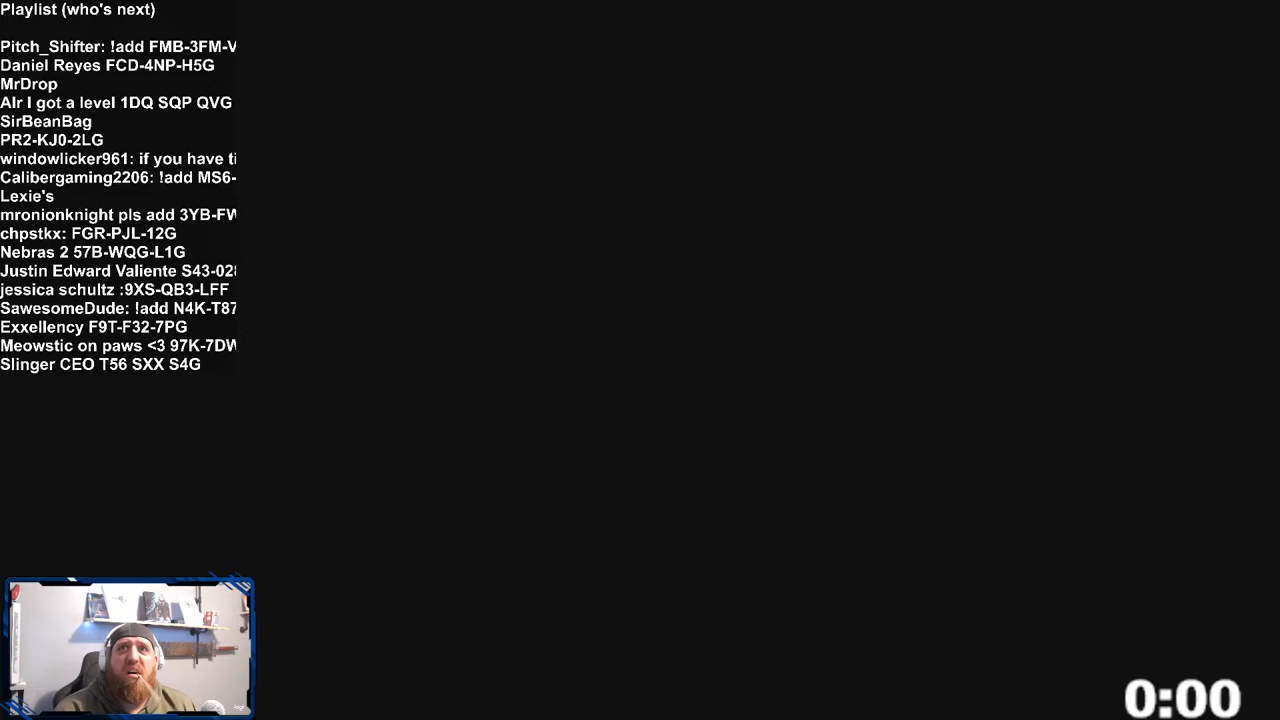 Playlist (who's next)
Pitch_Shifter: !add FMB-3FM-V
Daniel Reyes FCD-4NP-H5G
MrDrop
Alr I got a level 1DQ SQP QVG
SirBeanBag
PR2-KJ0-2LG
windowlicker961: if you have ti
Calibergaming2206: !add MS6-
Lexie's
mronionknight pls add 3YB-FW
chpstkx: FGR-PJL-12G
Nebras 2 57B-WQG-L1G
Justin Edward Valiente S43-028
jessica schultz :9XS-QB3-LFF
SawesomeDude: !add N4K-T87
Exxellency F9T-F32-7PG
Meowstic on paws <3 97K-7DW
Slinger CEO T56 SXX S4G
0:00